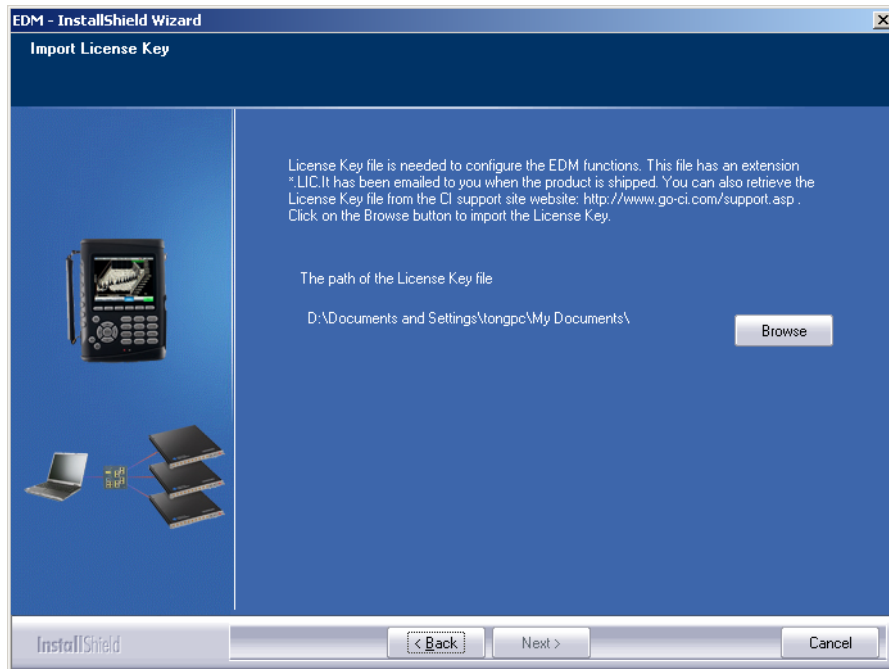 EDM - InstallShield Wizard
Import License Key
License Key file is needed to configure the EDM functions. This file has an extension
*.LIC.It has been emailed to you when the product is shipped. You can also retrieve the
License Key file from the CI support site website: http://www.go-ci.com/support.asp .
Click on the Browse button to import the License Key.
The path of the License Key file
D:\Documents and Settings\tongpc\My Documents\
Browse
InstallShield
< Back
Next >
Cancel